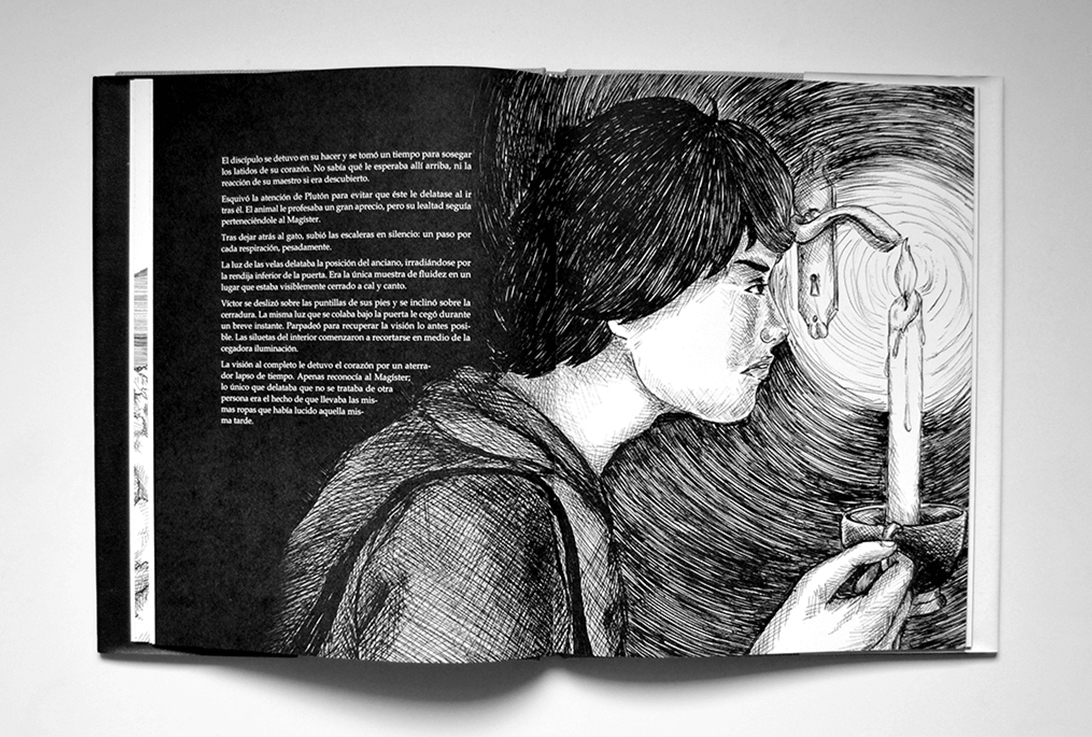 El discípulo se detuvo en su hacer y se tomó un tiempo para sosegar
los latidos de su corazón. No sabía qué le esperaba allí arriba, ni la
reacción de su maestro si era descubierto.
Esquivó la atención de Plutón para evitar que éste le delatase al ir
tras él. El animal le profesaba un gran aprecio, pero su lealtad seguía
perteneciéndole al Magíster.
Tras dejar atrás al gato, subió las escaleras en silencio: un paso por
cada respiración, pesadamente.
La luz de las velas delataba la posición del anciano, irradiándose por
la rendija inferior de la puerta. Era la única muestra de fluidez en un
lugar que estaba visiblemente cerrado a cal y canto.
Víctor se deslizó sobre las puntillas de sus pies y se inclinó sobre la
cerradura. La misma luz que se colaba bajo la puerta le cegó durante
un breve instante. Parpadeó para recuperar la visión lo antes posi-
ble. Las siluetas del interior comenzaron a recortarse en medio de la
cegadora iluminación.
La visión al completo le detuvo el corazón por un aterra-
dor lapso de tiempo. Apenas reconocía al Magíster;
lo único que delataba que no se trataba de otra
persona era el hecho de que llevaba las mis-
mas ropas que había lucido aquella mis-
ma tarde.